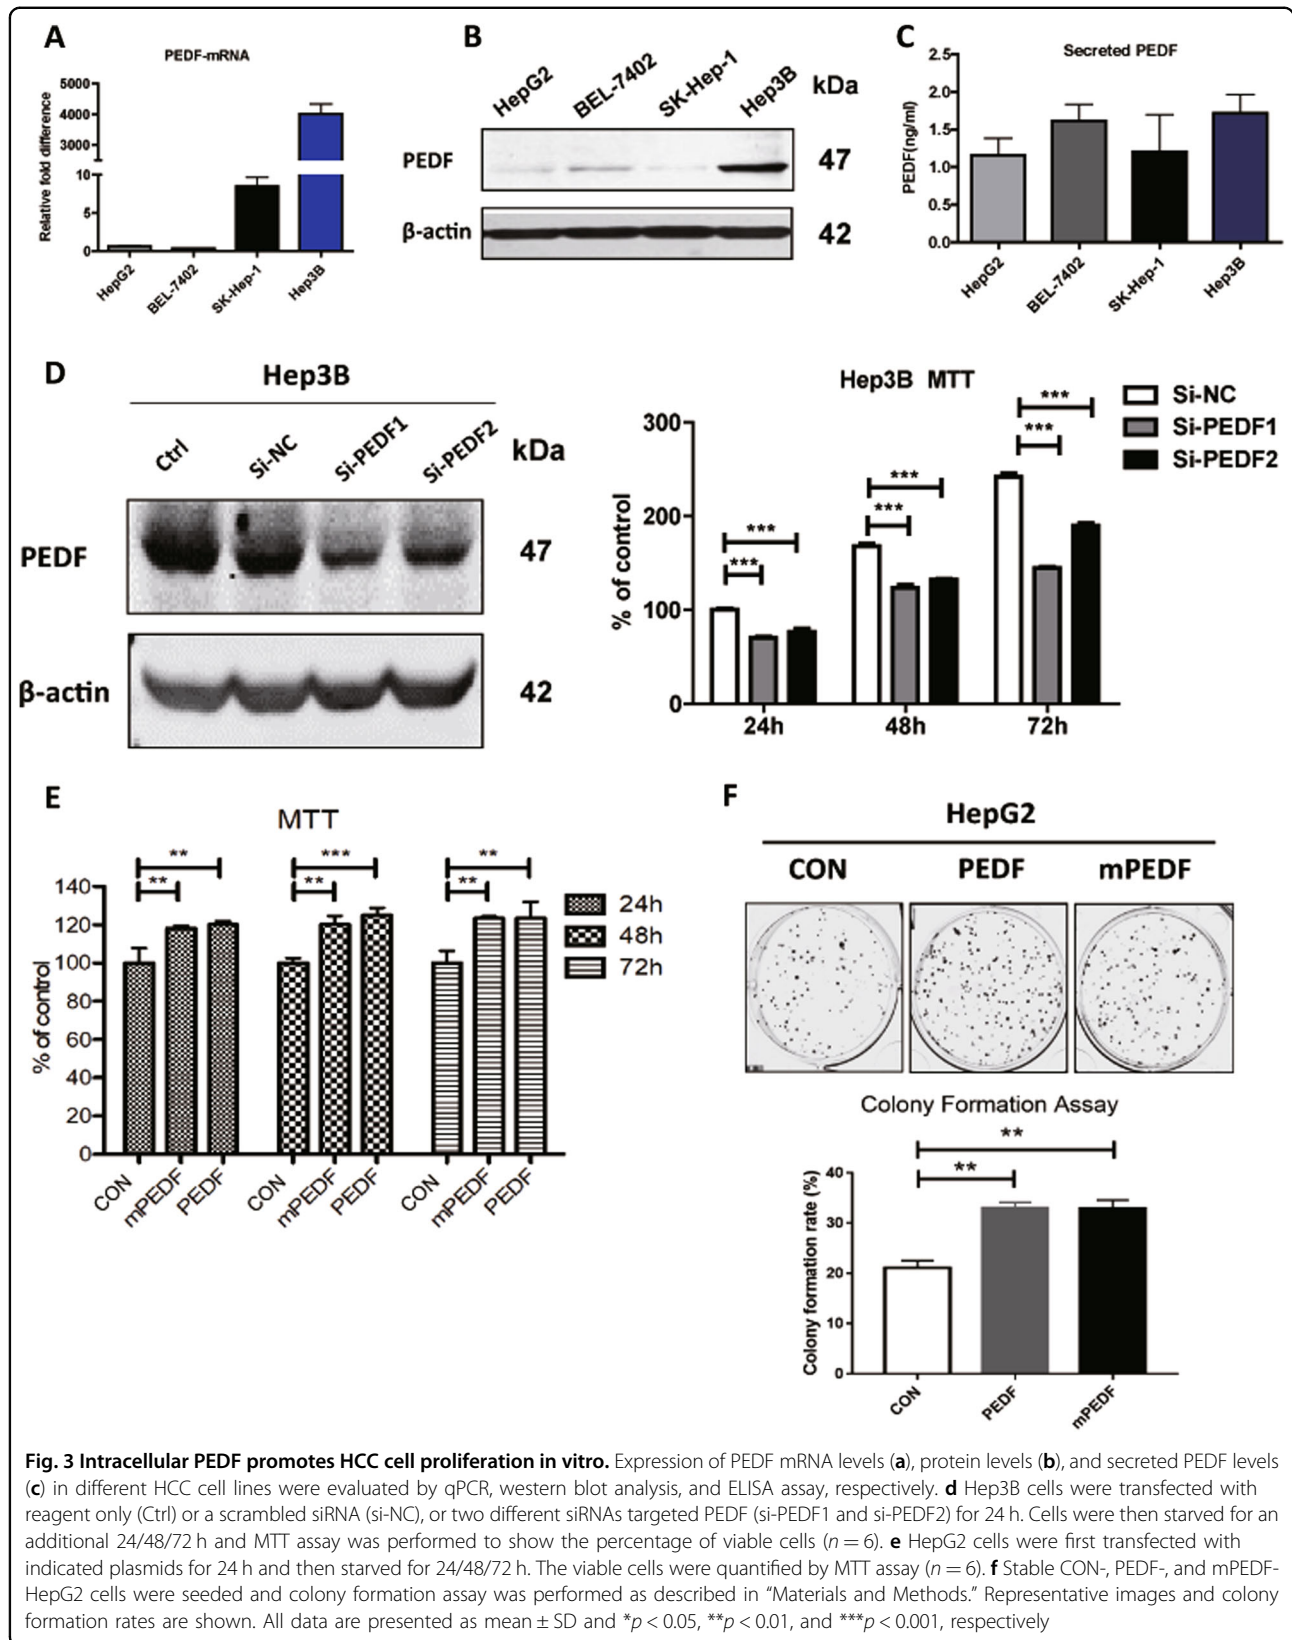 A
PEDF-mRNA
Relative fold difference
5000
4000
3000
10
5
0
HepG2
BEL-7402
SK-Hep-1
Hep3B
B
HepG2
BEL-7402
SK-Hep-1
Hep3B
kDa
PEDF
47
β-actin
42
C
Secreted PEDF
PEDF(ng/ml)
2.5
2.0
1.5
1.0
0.5
0.0
HepG2
BEL-7402
SK-Hep-1
Hep3B
D
Hep3B
Ctrl
Si-NC
Si-PEDF1
Si-PEDF2
kDa
PEDF
47
β-actin
42
Hep3B MTT
% of control
300
200
100
0
***
***
***
***
***
***
24h
48h
72h
Si-NC
Si-PEDF1
Si-PEDF2
E
MTT
% of control
140
120
100
80
60
40
20
0
**
**
***
**
**
**
CON
mPEDF
PEDF
CON
mPEDF
PEDF
CON
mPEDF
PEDF
24h
48h
72h
F
HepG2
CON PEDF mPEDF
Colony Formation Assay
Colony formation rate (%)
40
30
20
10
0
**
**
CON
PEDF
mPEDF
Fig. 3 Intracellular PEDF promotes HCC cell proliferation in vitro. Expression of PEDF mRNA levels (a), protein levels (b), and secreted PEDF levels
(c) in different HCC cell lines were evaluated by qPCR, western blot analysis, and ELISA assay, respectively. d Hep3B cells were transfected with
reagent only (Ctrl) or a scrambled siRNA (si-NC), or two different siRNAs targeted PEDF (si-PEDF1 and si-PEDF2) for 24 h. Cells were then starved for an
additional 24/48/72 h and MTT assay was performed to show the percentage of viable cells (n = 6). e HepG2 cells were first transfected with
indicated plasmids for 24 h and then starved for 24/48/72 h. The viable cells were quantified by MTT assay (n = 6). f Stable CON-, PEDF-, and mPEDF-
HepG2 cells were seeded and colony formation assay was performed as described in “Materials and Methods.” Representative images and colony
formation rates are shown. All data are presented as mean ± SD and *p < 0.05, **p < 0.01, and ***p < 0.001, respectively